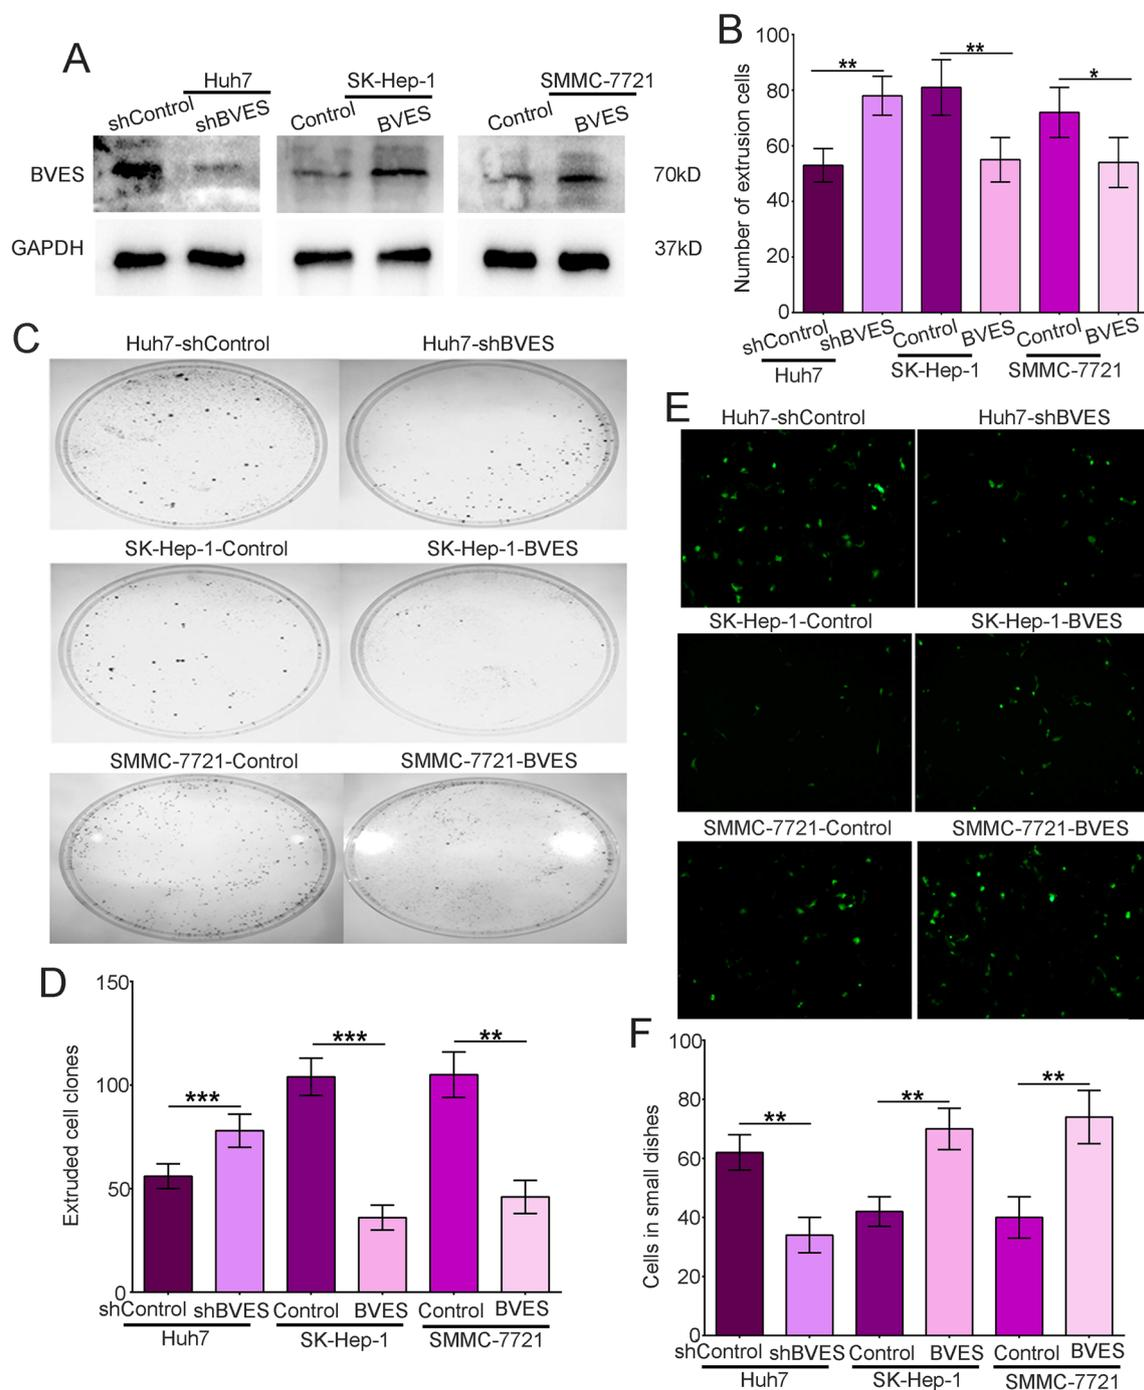 A
Huh7
SK-Hep-1
SMMC-7721
shControl
shBVES
Control
BVES
Control
BVES
BVES
70kD
GAPDH
37kD
B
Number of extrusion cells
100
80
60
40
20
0
**
**
*
shControl
shBVES
Control
BVES
Control
BVES
Huh7
SK-Hep-1
SMMC-7721
C
Huh7-shControl
Huh7-shBVES
SK-Hep-1-Control
SK-Hep-1-BVES
SMMC-7721-Control
SMMC-7721-BVES
E
Huh7-shControl
Huh7-shBVES
SK-Hep-1-Control
SK-Hep-1-BVES
SMMC-7721-Control
SMMC-7721-BVES
D
Extruded cell clones
150
100
50
0
***
***
**
shControl
shBVES
Control
BVES
Control
BVES
Huh7
SK-Hep-1
SMMC-7721
F
Cells in small dishes
100
80
60
40
20
0
**
**
**
shControl
shBVES
Control
BVES
Control
BVES
Huh7
SK-Hep-1
SMMC-7721